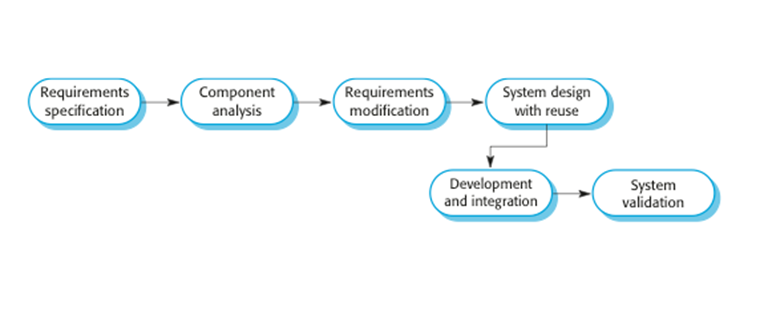 Requirements
specification
Component
analysis
Requirements
modification
System design
with reuse
Development
and integration
System
validation